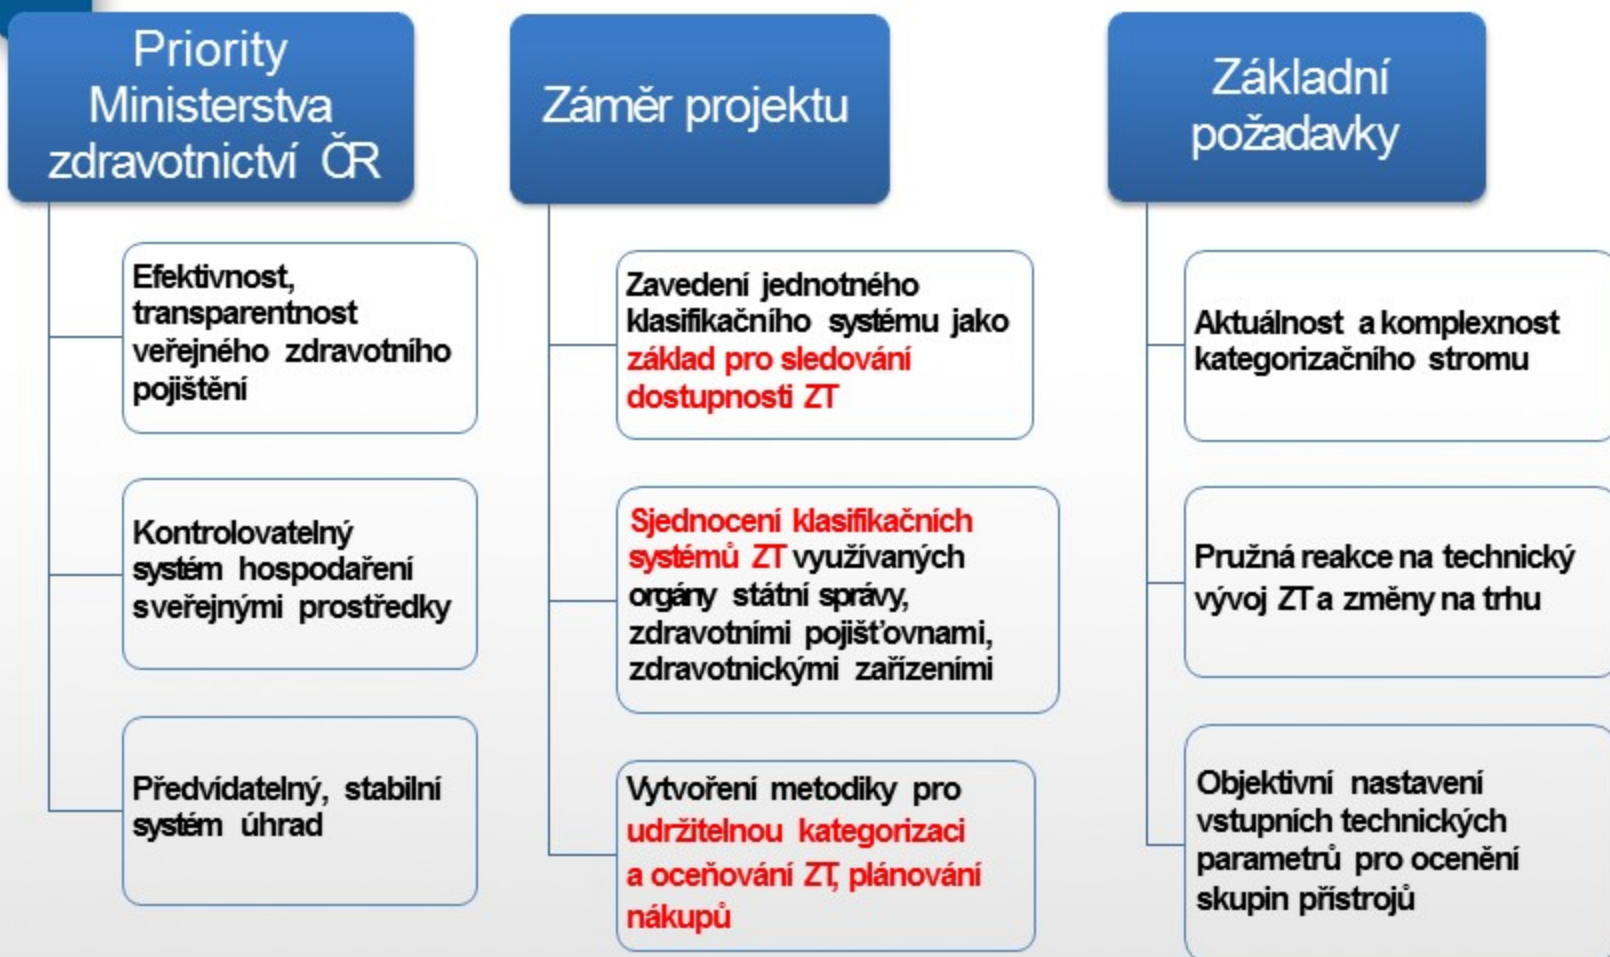 Priority
Ministerstva
zdravotnictví ČR
Efektivnost,
transparentnost
veřejného zdravotního
pojištění
Kontrolovatelný
systém hospodaření
s veřejnými prostředky
Předvídatelný, stabilní
systém úhrad
Záměr projektu
Zavedení jednotného
klasifikačního systému jako
základ pro sledování
dostupnosti ZT
Sjednocení klasifikačních
systémů ZT využívaných
orgány státní správy,
zdravotními pojišťovnami,
zdravotnickými zařízeními
Vytvoření metodiky pro
udržitelnou kategorizaci
a oceňování ZT, plánování
nákupů
Základní
požadavky
Aktuálnost a komplexnost
kategorizačního stromu
Pružná reakce na technický
vývoj ZT a změny na trhu
Objektivní nastavení
vstupních technických
parametrů pro ocenění
skupin přístrojů